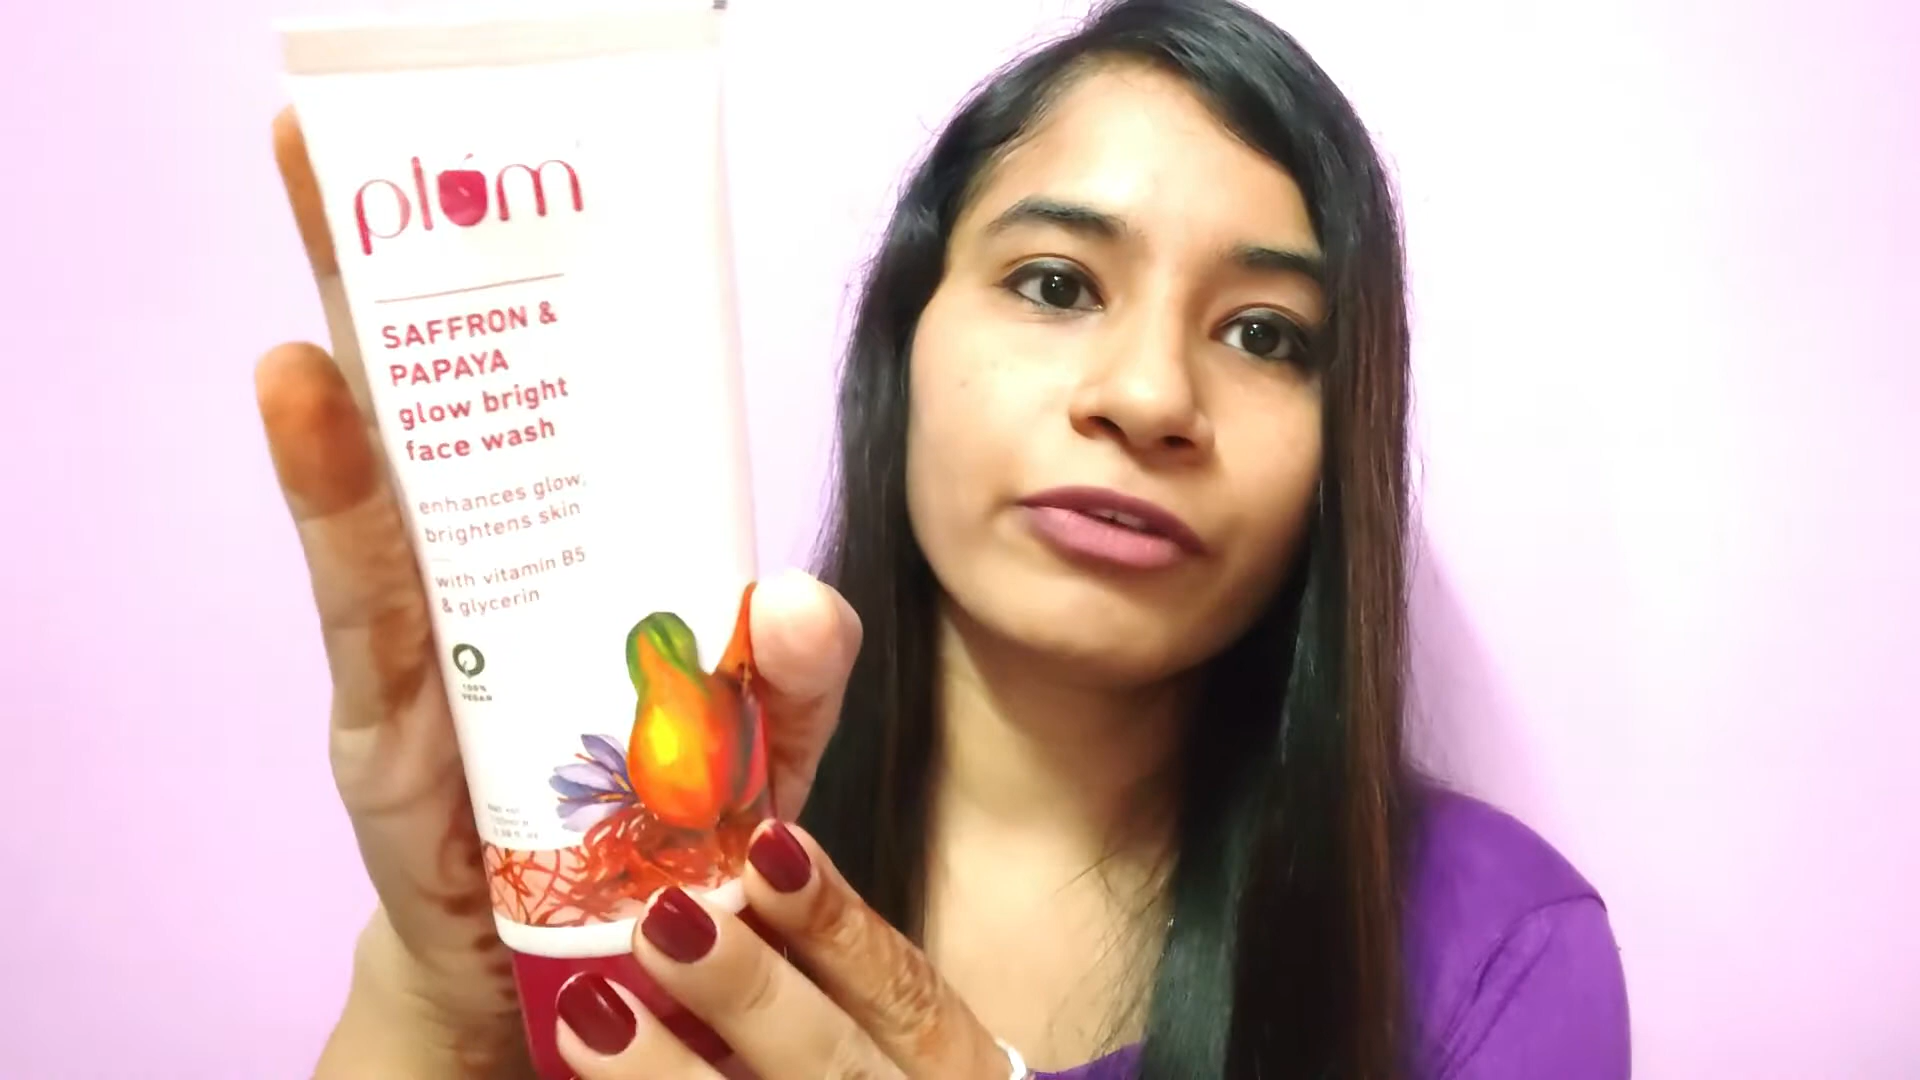 plum
SAFFRON &
PAPAYA
glow bright
face wash
enhances glow,
brightens skin
with vitamin B5
& glycerin
100%
VEGAN